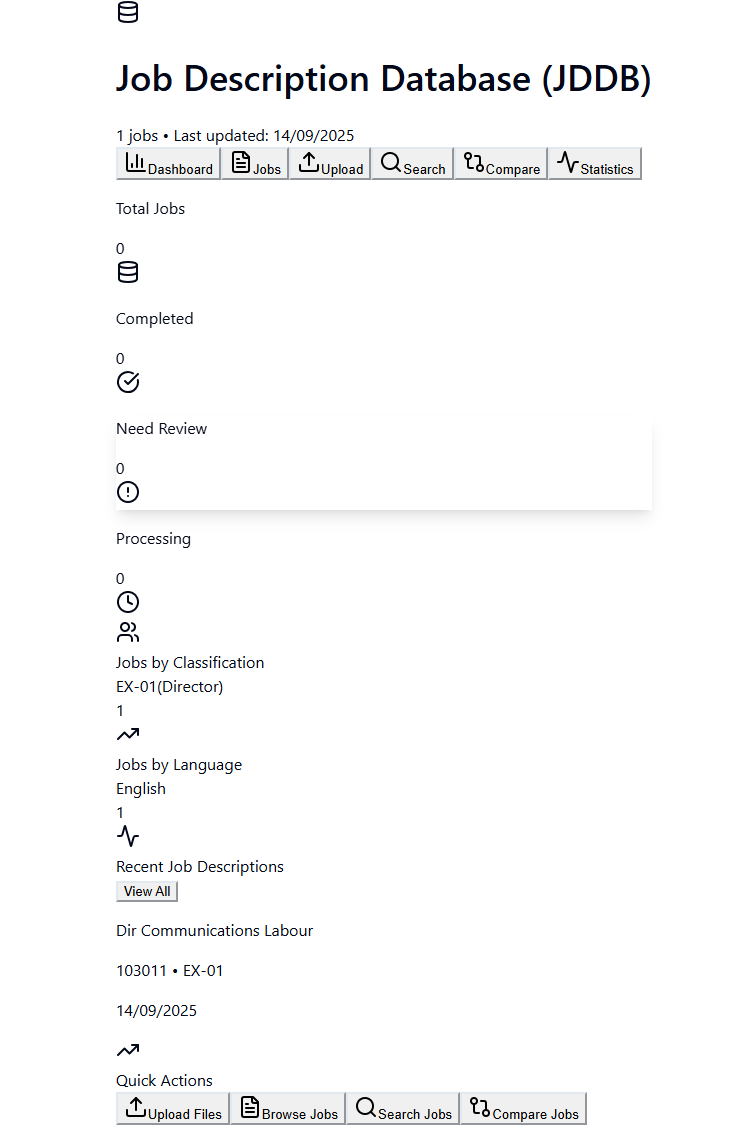 Job Description Database (JDDB)
1 jobs • Last updated: 14/09/2025
Dashboard Jobs Upload Search Compare Statistics
Total Jobs
0
Completed
0
Need Review
0
Processing
0
Jobs by Classification
EX-01(Director)
1
Jobs by Language
English
1
Recent Job Descriptions
View All
Dir Communications Labour
103011 • EX-01
14/09/2025
Quick Actions
Upload Files Browse Jobs Search Jobs Compare Jobs